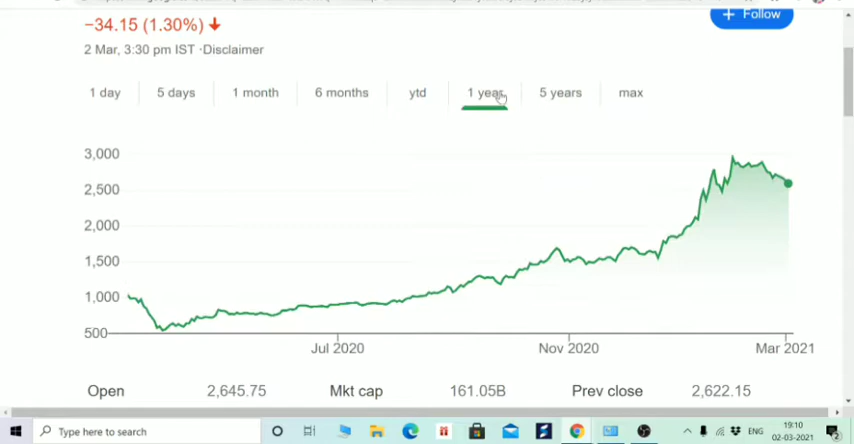 −34.15 (1.30%)
+ Follow
2 Mar, 3:30 pm IST ·Disclaimer
1 day 5 days 1 month 6 months ytd 1 year 5 years max
3,000
2,500
2,000
1,500
1,000
500
Jul 2020 Nov 2020 Mar 2021
Open 2,645.75 Mkt cap 161.05B Prev close 2,622.15
Type here to search
ENG
19:10
02-03-2021
2